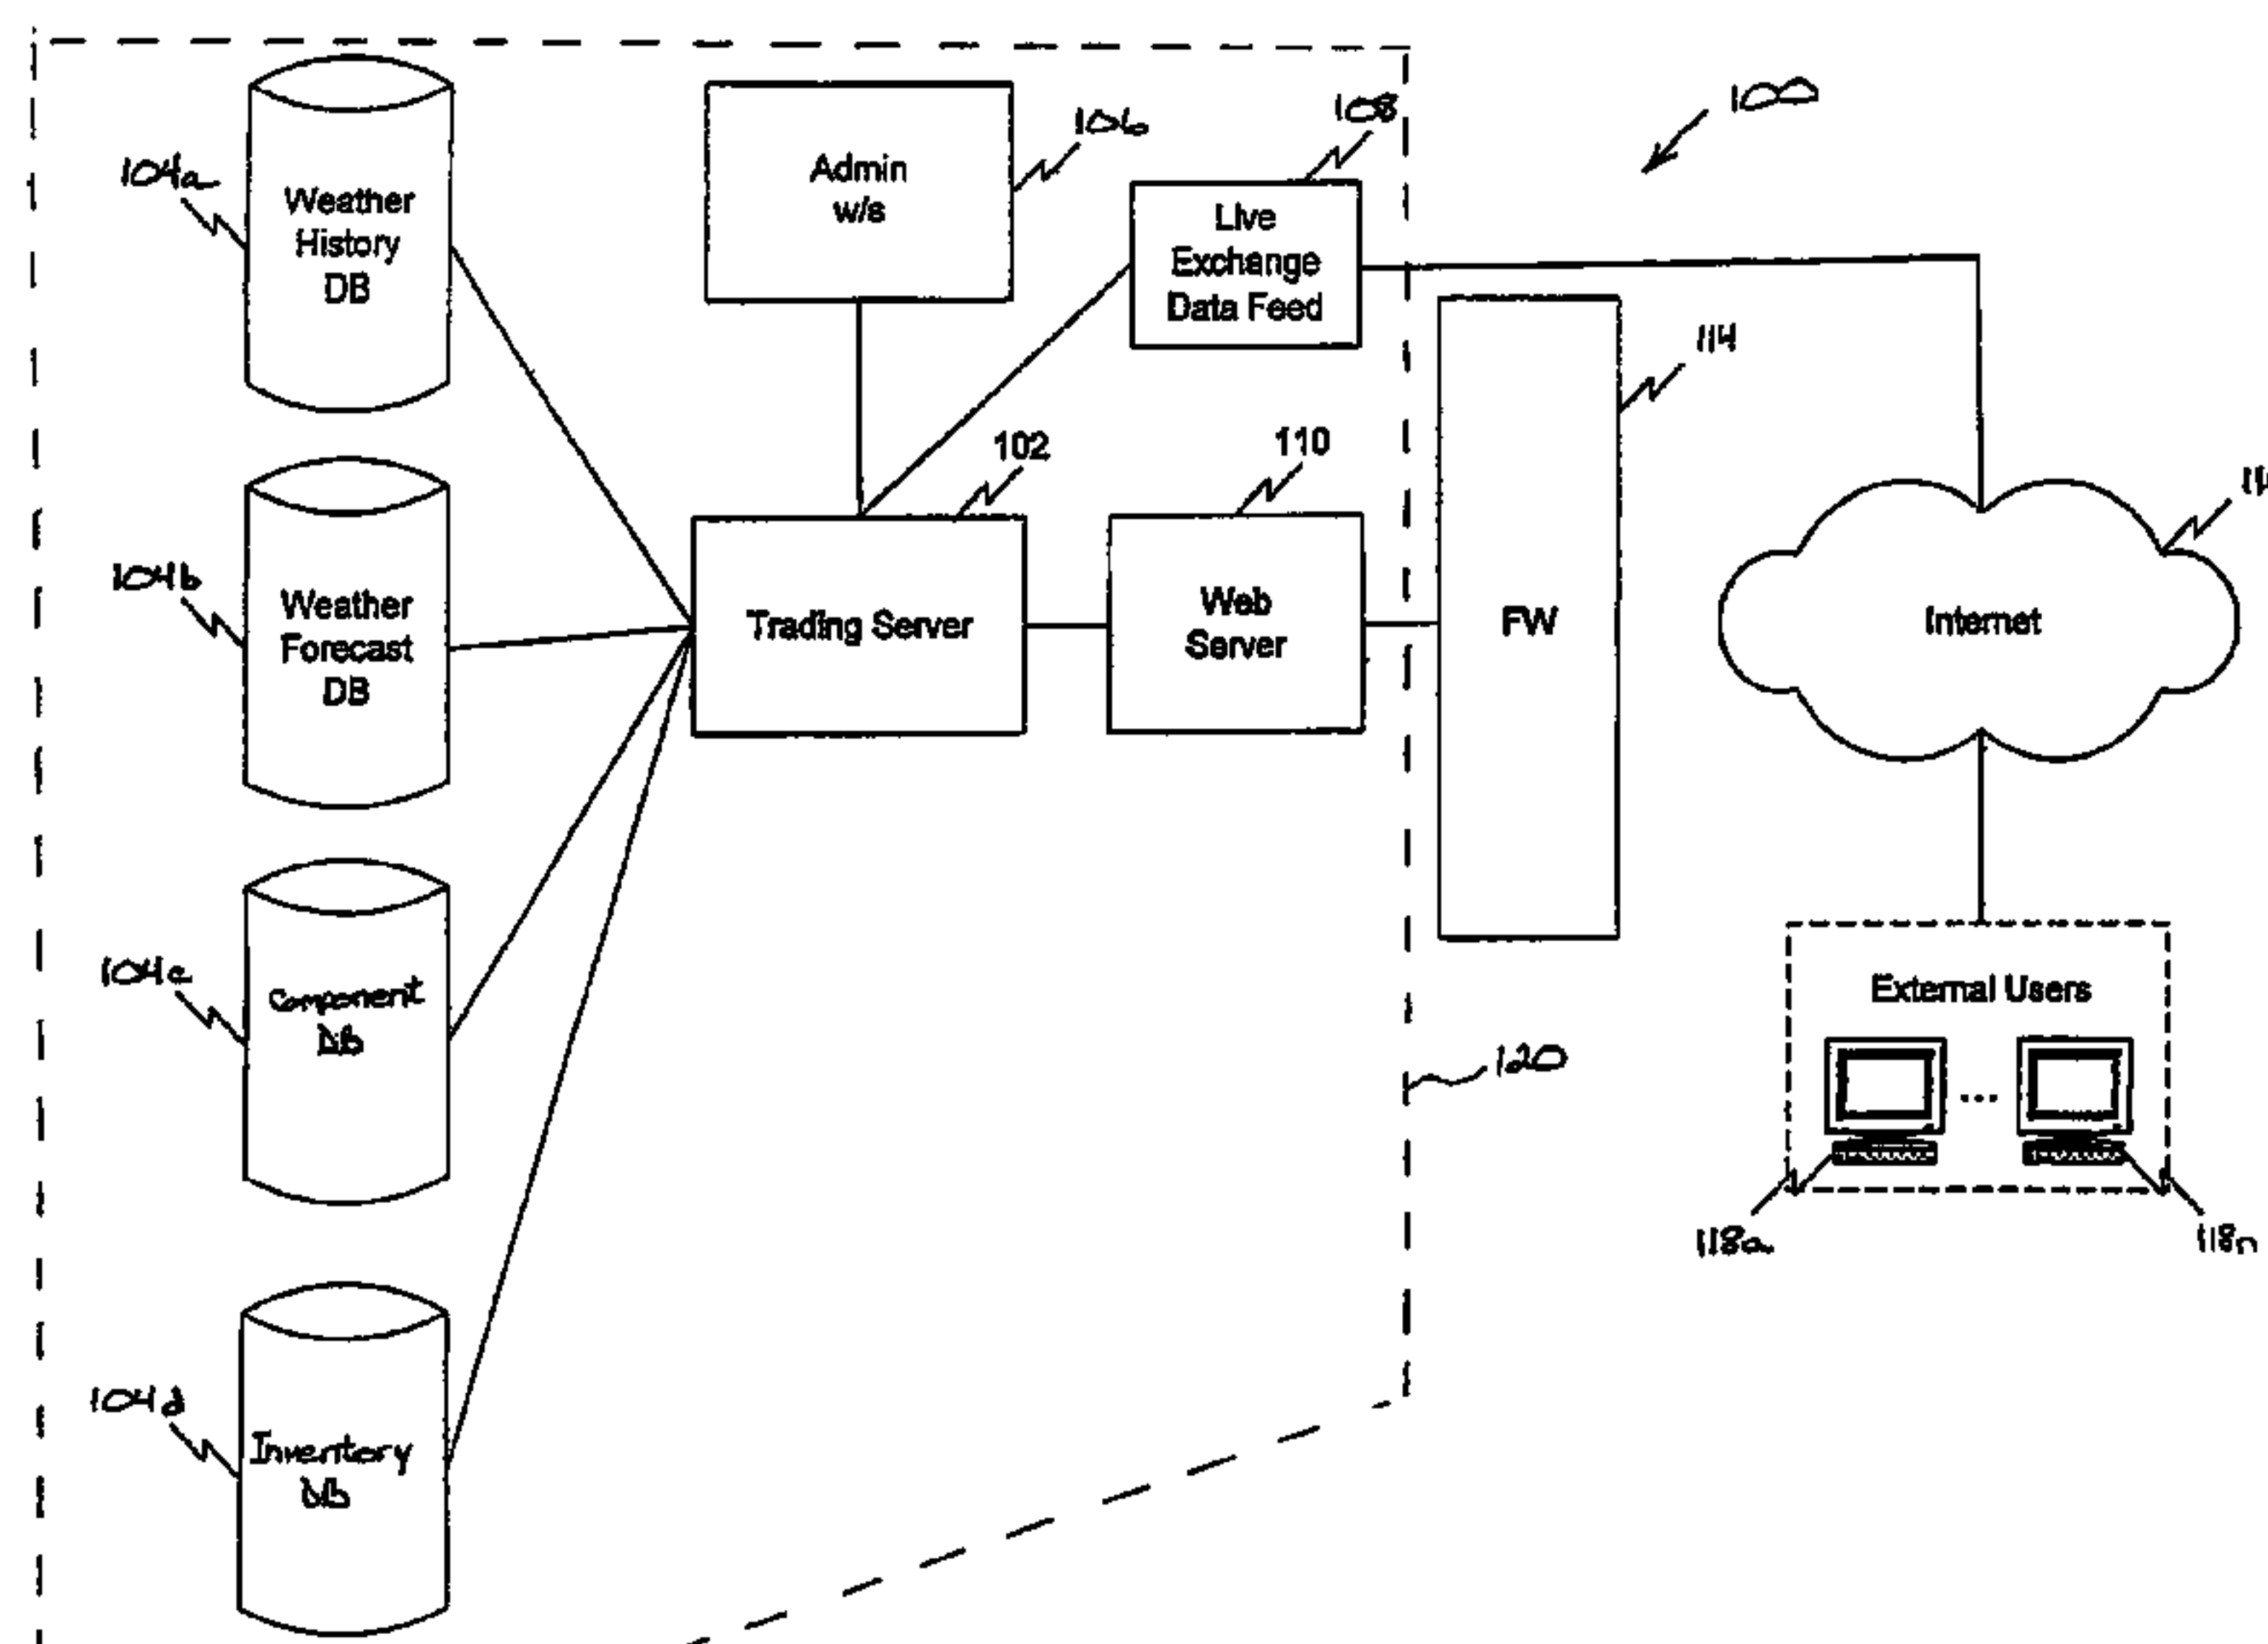 100
108
106
104a
Weather
History
DB
Admin
w/s
Live
Exchange
Data Feed
114
102
110
104b
Weather
Forecast
DB
Trading Server
Web
Server
FW
Internet
104c
Component
Db
External Users
...
120
118a
118n
104d
Inventory
Db